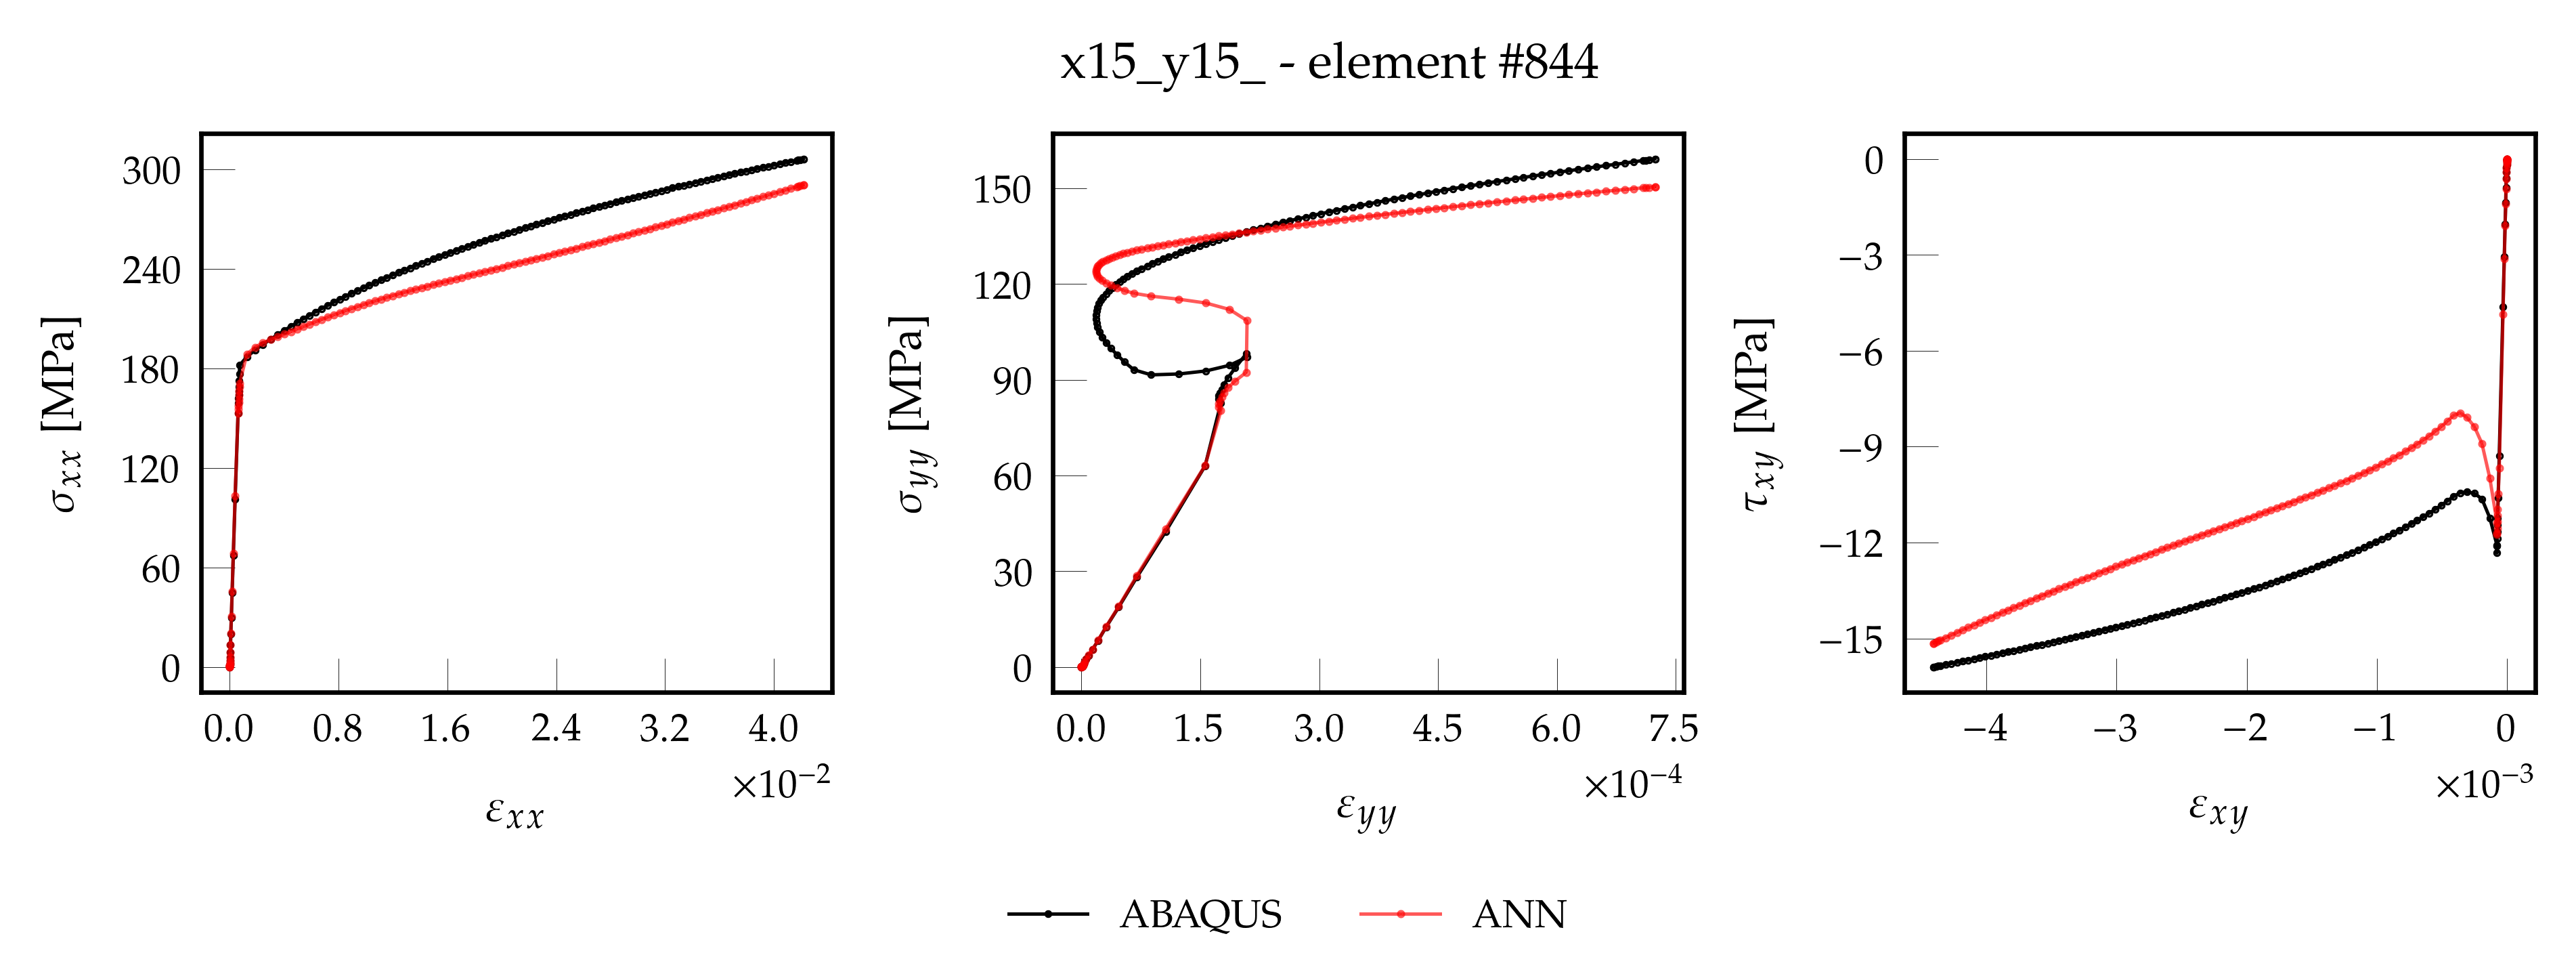 x15_y15_ - element #844
σxx [MPa]
300
240
180
120
60
0
0.0 0.8 1.6 2.4 3.2 4.0
×10−2
εxx
σyy [MPa]
150
120
90
60
30
0
0.0 1.5 3.0 4.5 6.0 7.5
×10−4
εyy
τxy [MPa]
0
−3
−6
−9
−12
−15
−4 −3 −2 −1 0
×10−3
εxy
ABAQUS ANN